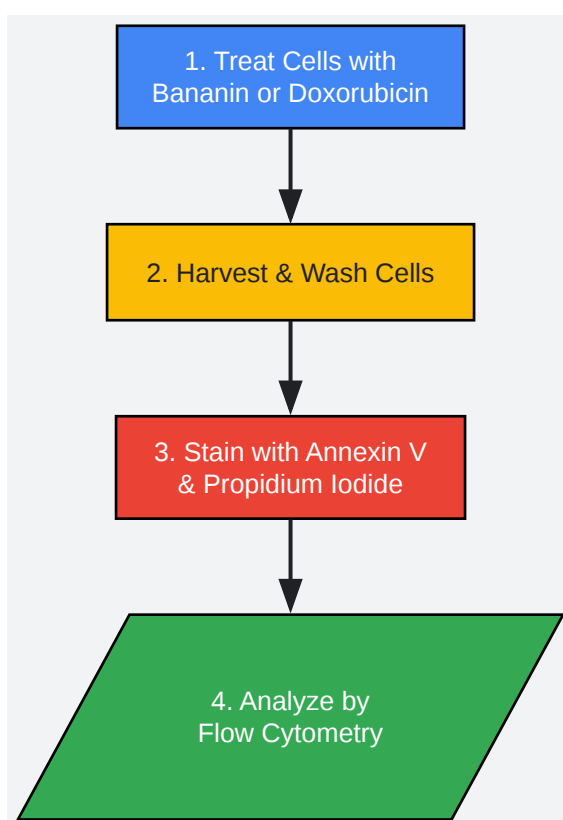 1. Treat Cells with
Bananin or Doxorubicin
2. Harvest & Wash Cells
3. Stain with Annexin V
& Propidium Iodide
4. Analyze by
Flow Cytometry